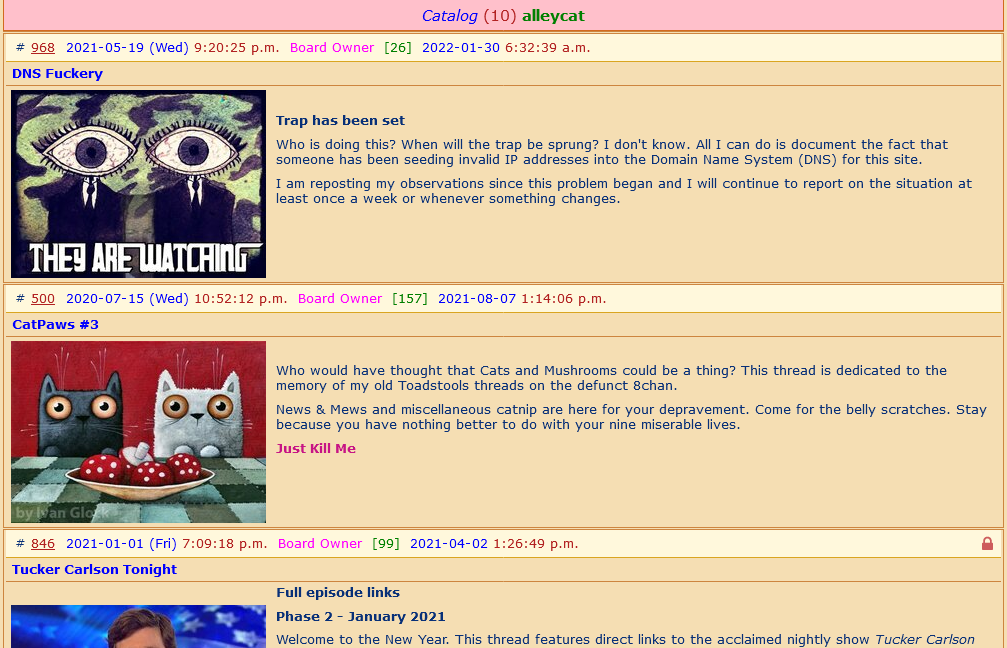 Catalog (10) alleycat
# 968 2021-05-19 (Wed) 9:20:25 p.m. Board Owner [26] 2022-01-30 6:32:39 a.m.
DNS Fuckery
THEY ARE WATCHING
Trap has been set
Who is doing this? When will the trap be sprung? I don't know. All I can do is document the fact that
someone has been seeding invalid IP addresses into the Domain Name System (DNS) for this site.
I am reposting my observations since this problem began and I will continue to report on the situation at
least once a week or whenever something changes.
# 500 2020-07-15 (Wed) 10:52:12 p.m. Board Owner [157] 2021-08-07 1:14:06 p.m.
CatPaws #3
by Ivan Glock
Who would have thought that Cats and Mushrooms could be a thing? This thread is dedicated to the
memory of my old Toadstools threads on the defunct 8chan.
News & Mews and miscellaneous catnip are here for your depravement. Come for the belly scratches. Stay
because you have nothing better to do with your nine miserable lives.
Just Kill Me
# 846 2021-01-01 (Fri) 7:09:18 p.m. Board Owner [99] 2021-04-02 1:26:49 p.m.
Tucker Carlson Tonight
Full episode links
Phase 2 - January 2021
Welcome to the New Year. This thread features direct links to the acclaimed nightly show Tucker Carlson